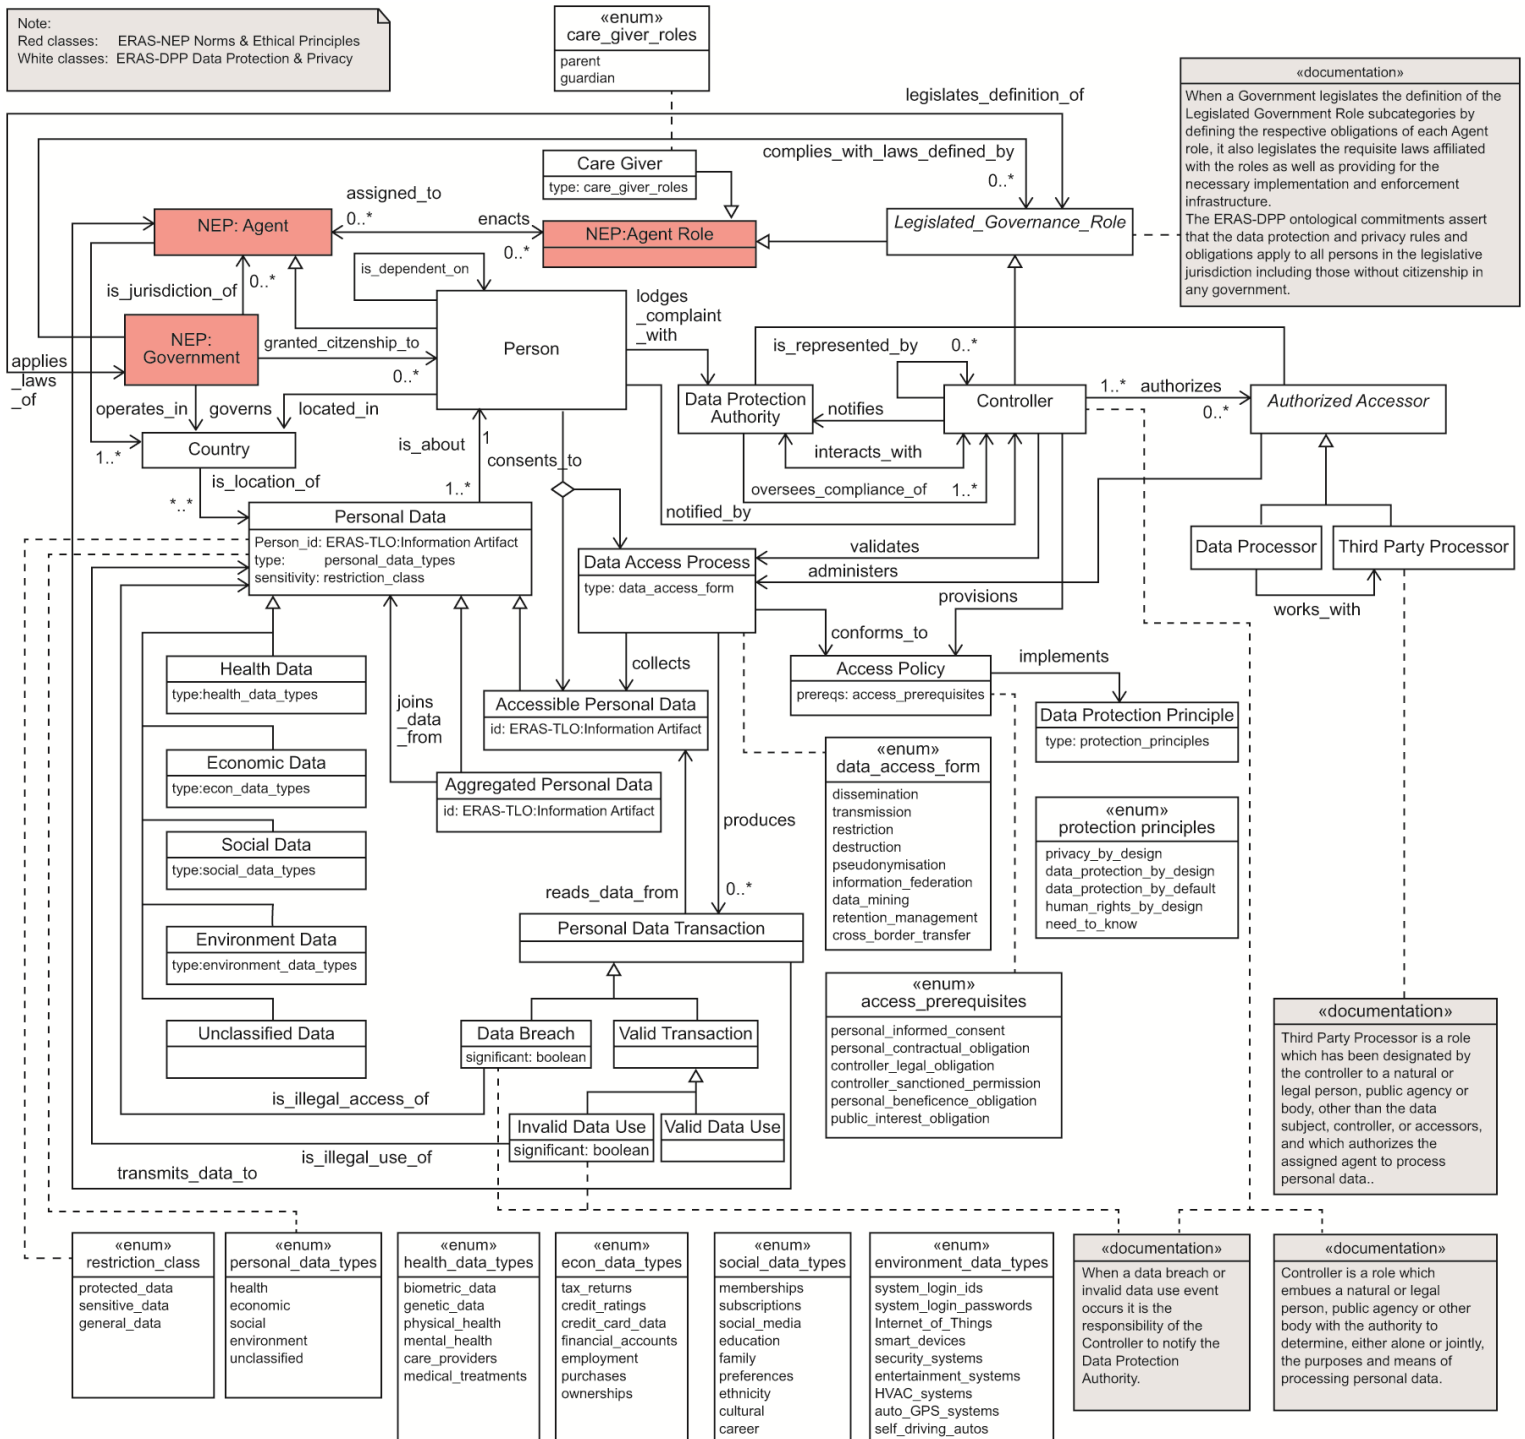 Note:
Red classes: ERAS-NEP Norms & Ethical Principles
White classes: ERAS-DPP Data Protection & Privacy
«enum»
care_giver_roles
parent
guardian
legislates_definition_of
complies_with_laws_defined_by
0..*
Care Giver
type: care_giver_roles
«documentation»
When a Government legislates the definition of the
Legislated Government Role subcategories by
defining the respective obligations of each Agent
role, it also legislates the requisite laws affiliated
with the roles as well as providing for the
necessary implementation and enforcement
infrastructure.
The ERAS-DPP ontological commitments assert
that the data protection and privacy rules and
obligations apply to all persons in the legislative
jurisdiction including those without citizenship in
any government.
assigned_to
0..*
enacts
0..*
NEP: Agent
NEP:Agent Role
Legislated_Governance_Role
is_jurisdiction_of
0..*
is_dependent_on
NEP:
Government
granted_citzenship_to
0..*
Person
lodges
_complaint
_with
is_represented_by
0..*
applies
_laws
_of
operates_in
governs
located_in
Data Protection
Authority
notifies
Controller
1..*
authorizes
0..*
Authorized Accessor
Country
1..*
is_location_of
*..*
is_about
1
1..*
consents_to
interacts_with
oversees_compliance_of
1..*
notified_by
Personal Data
Person_id: ERAS-TLO:Information Artifact
type: personal_data_types
sensitivity: restriction_class
Data Access Process
type: data_access_form
validates
administers
provisions
Data Processor
Third Party Processor
works_with
conforms_to
collects
Access Policy
prereqs: access_prerequisites
implements
Data Protection Principle
type: protection_principles
Health Data
type:health_data_types
joins
_data
_from
Accessible Personal Data
id: ERAS-TLO:Information Artifact
Economic Data
type:econ_data_types
Aggregated Personal Data
id: ERAS-TLO:Information Artifact
«enum»
data_access_form
dissemination
transmission
restriction
destruction
pseudonymisation
information_federation
data_mining
retention_management
cross_border_transfer
«enum»
protection principles
privacy_by_design
data_protection_by_design
data_protection_by_default
human_rights_by_design
need_to_know
Social Data
type:social_data_types
produces
0..*
reads_data_from
Environment Data
type:environment_data_types
Personal Data Transaction
«enum»
access_prerequisites
personal_informed_consent
personal_contractual_obligation
controller_legal_obligation
controller_sanctioned_permission
personal_beneficence_obligation
public_interest_obligation
Unclassified Data
Data Breach
significant: boolean
Valid Transaction
is_illegal_access_of
Invalid Data Use
significant: boolean
Valid Data Use
is_illegal_use_of
transmits_data_to
«documentation»
Third Party Processor is a role
which has been designated by
the controller to a natural or
legal person, public agency or
body, other than the data
subject, controller, or accessors,
and which authorizes the
assigned agent to process
personal data..
«enum»
restriction_class
protected_data
sensitive_data
general_data
«enum»
personal_data_types
health
economic
social
environment
unclassified
«enum»
health_data_types
biometric_data
genetic_data
physical_health
mental_health
care_providers
medical_treatments
«enum»
econ_data_types
tax_returns
credit_ratings
credit_card_data
financial_accounts
employment
purchases
ownerships
«enum»
social_data_types
memberships
subscriptions
social_media
education
family
preferences
ethnicity
cultural
career
«enum»
environment_data_types
system_login_ids
system_login_passwords
Internet_of_Things
smart_devices
security_systems
entertainment_systems
HVAC_systems
auto_GPS_systems
self_driving_autos
«documentation»
When a data breach or
invalid data use event
occurs it is the
responsibility of the
Controller to notify the
Data Protection
Authority.
«documentation»
Controller is a role which
embues a natural or legal
person, public agency or other
body with the authority to
determine, either alone or jointly,
the purposes and means of
processing personal data.